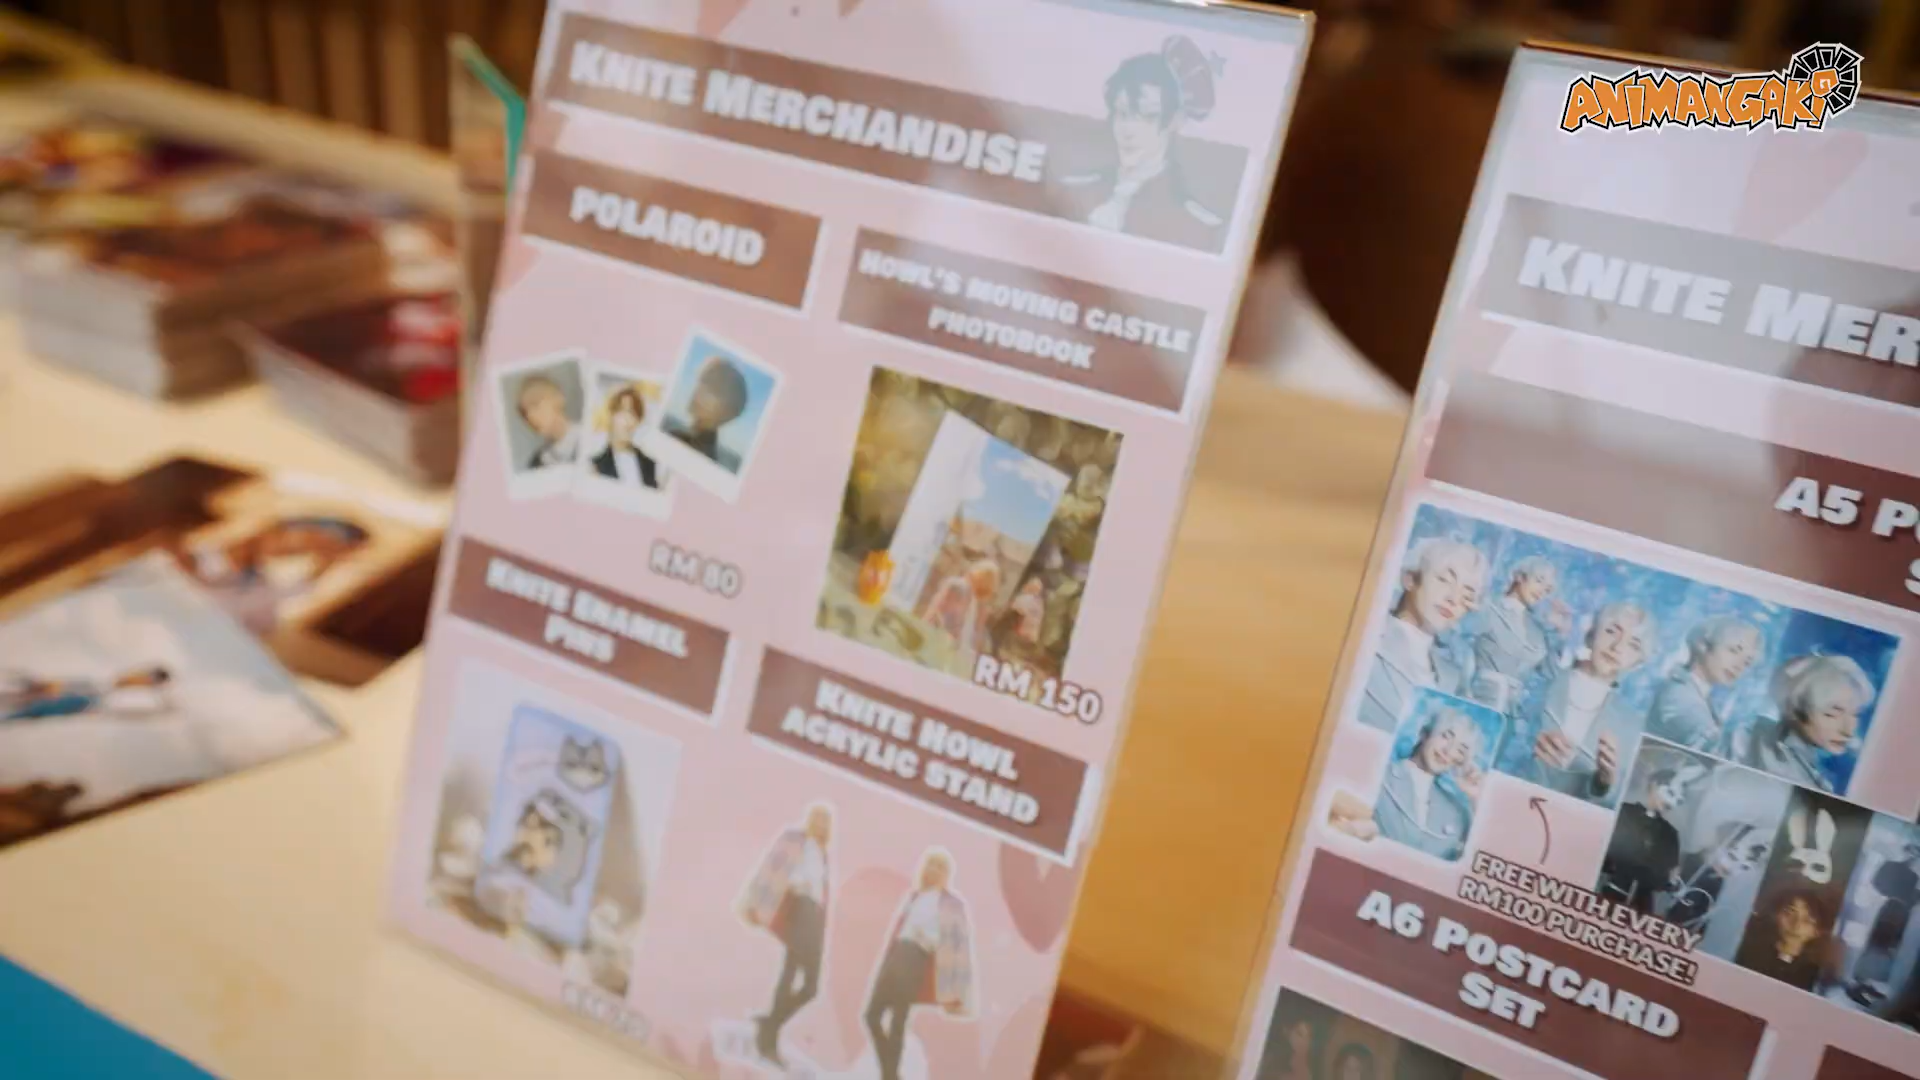 ANIMANGAKI
KNITE MERCHANDISE
POLAROID
HOWL'S MOVING CASTLE
PHOTOBOOK
RM 80
RM 150
KNITE ENAMEL
PINS
KNITE HOWL
ACRYLIC STAND
KNITE MER
A5 P
FREE WITH EVERY
RM100 PURCHASE!
A6 POSTCARD
SET